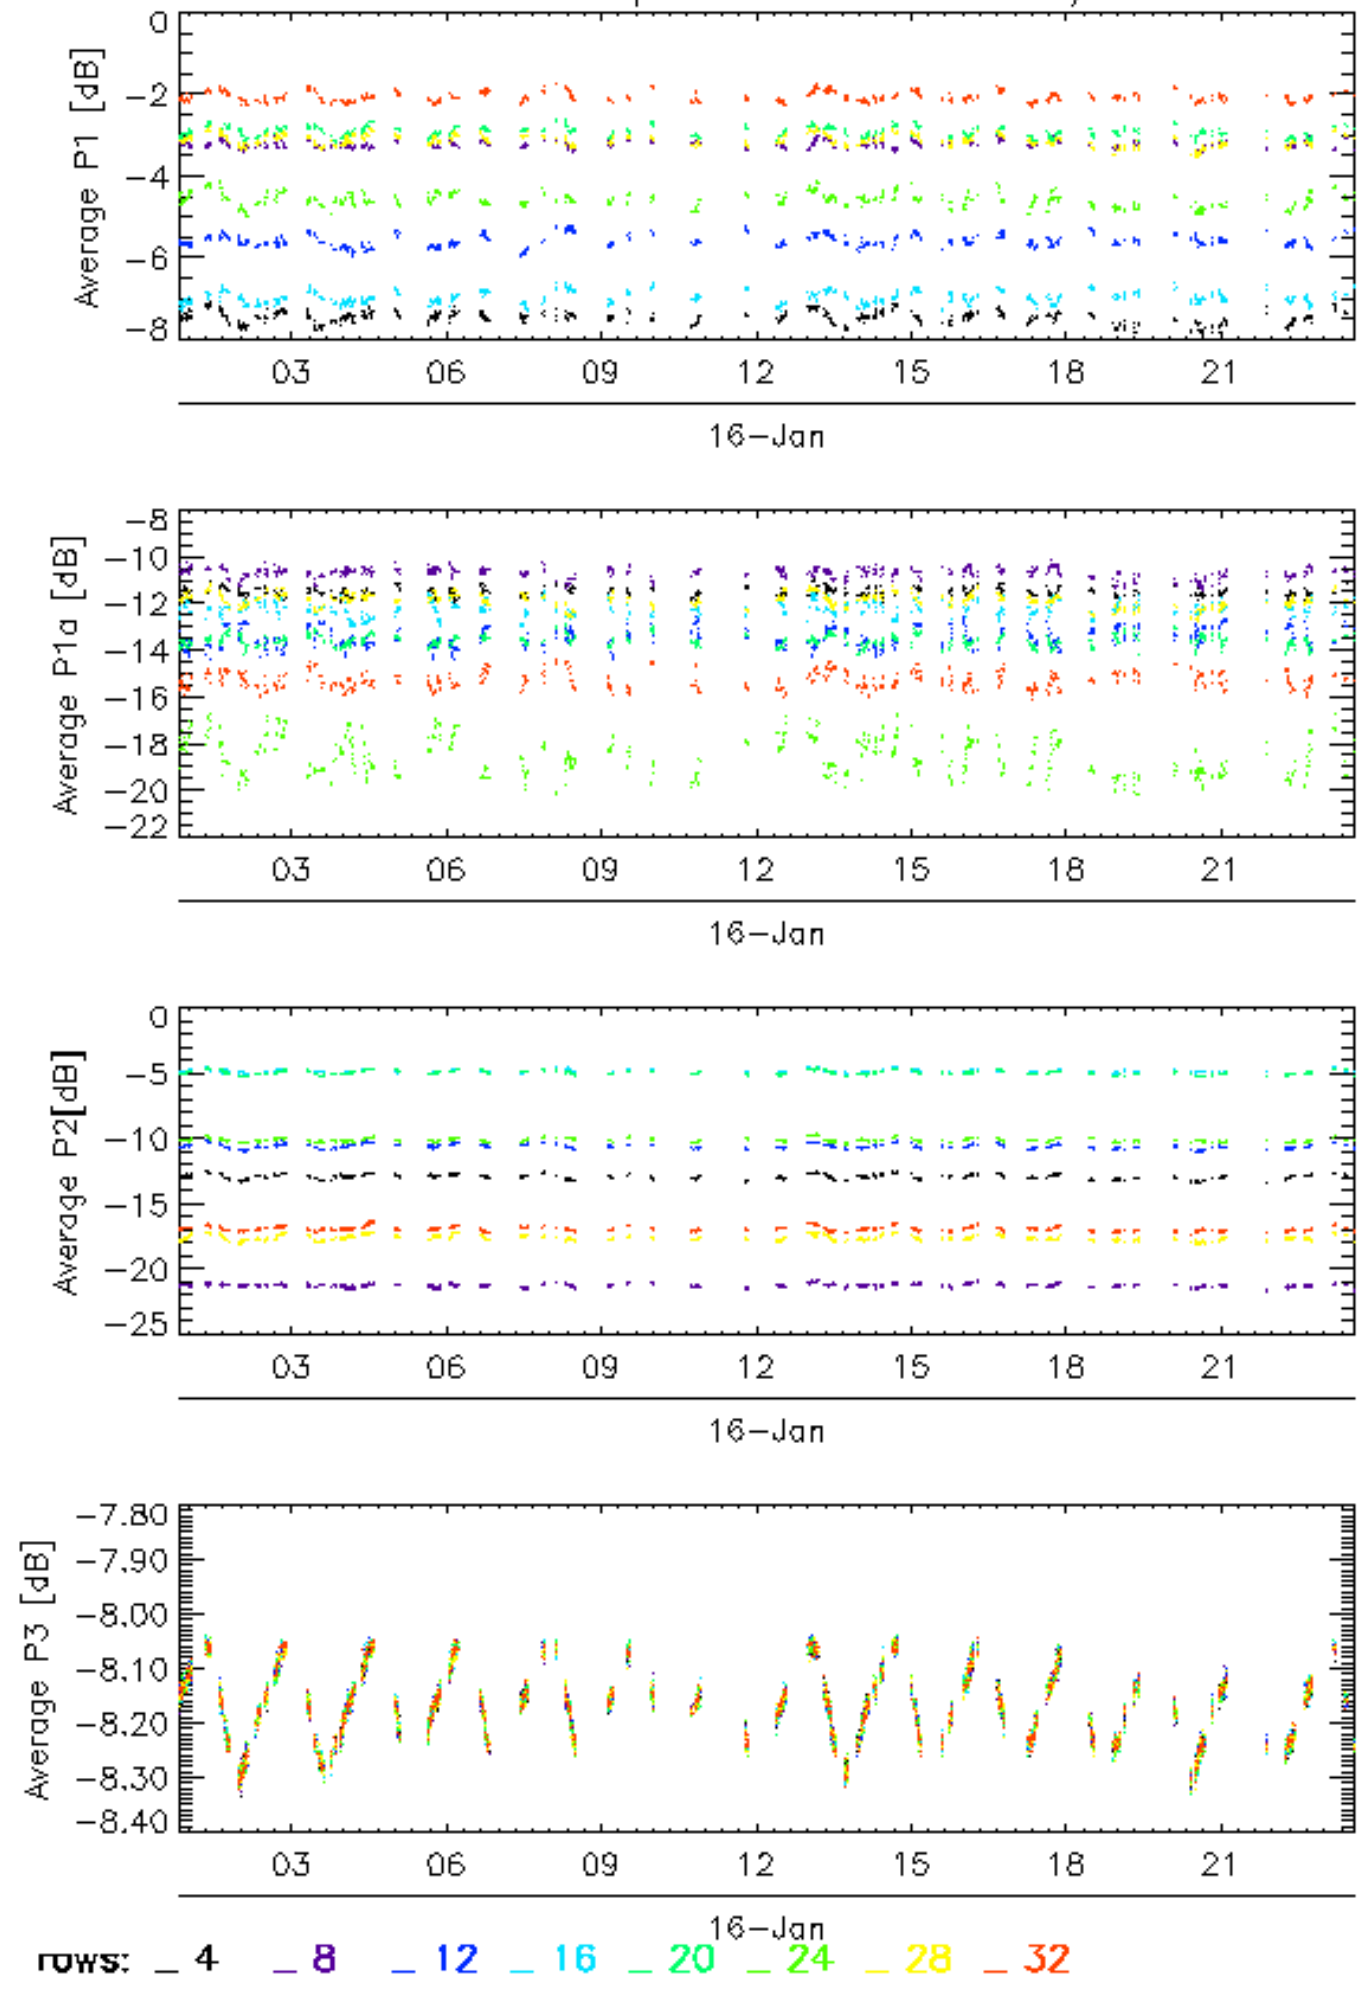 Average P1 [dB]
0
−2
−4
−6
−8
03 06 09 12 15 18 21
16−Jan
Average P1a [dB]
−8
−10
−12
−14
−16
−18
−20
−22
03 06 09 12 15 18 21
16−Jan
Average P2[dB]
0
−5
−10
−15
−20
−25
03 06 09 12 15 18 21
16−Jan
Average P3 [dB]
−7.80
−7.90
−8.00
−8.10
−8.20
−8.30
−8.40
03 06 09 12 15 18 21
16−Jan
rows: _ 4 _ 8 _ 12 _ 16 _ 20 _ 24 _ 28 _ 32